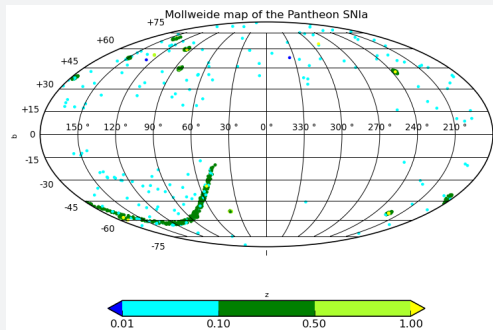 Mollweide map of the Pantheon SNIa
+75
+60
+45
+30
+15
150 ° 120 ° 90 ° 60 ° 30 ° 0 ° 330 ° 300 ° 270 ° 240 ° 210 °
0
b
-15
-30
-45
-60
-75
l
z
0.01 0.10 0.50 1.00